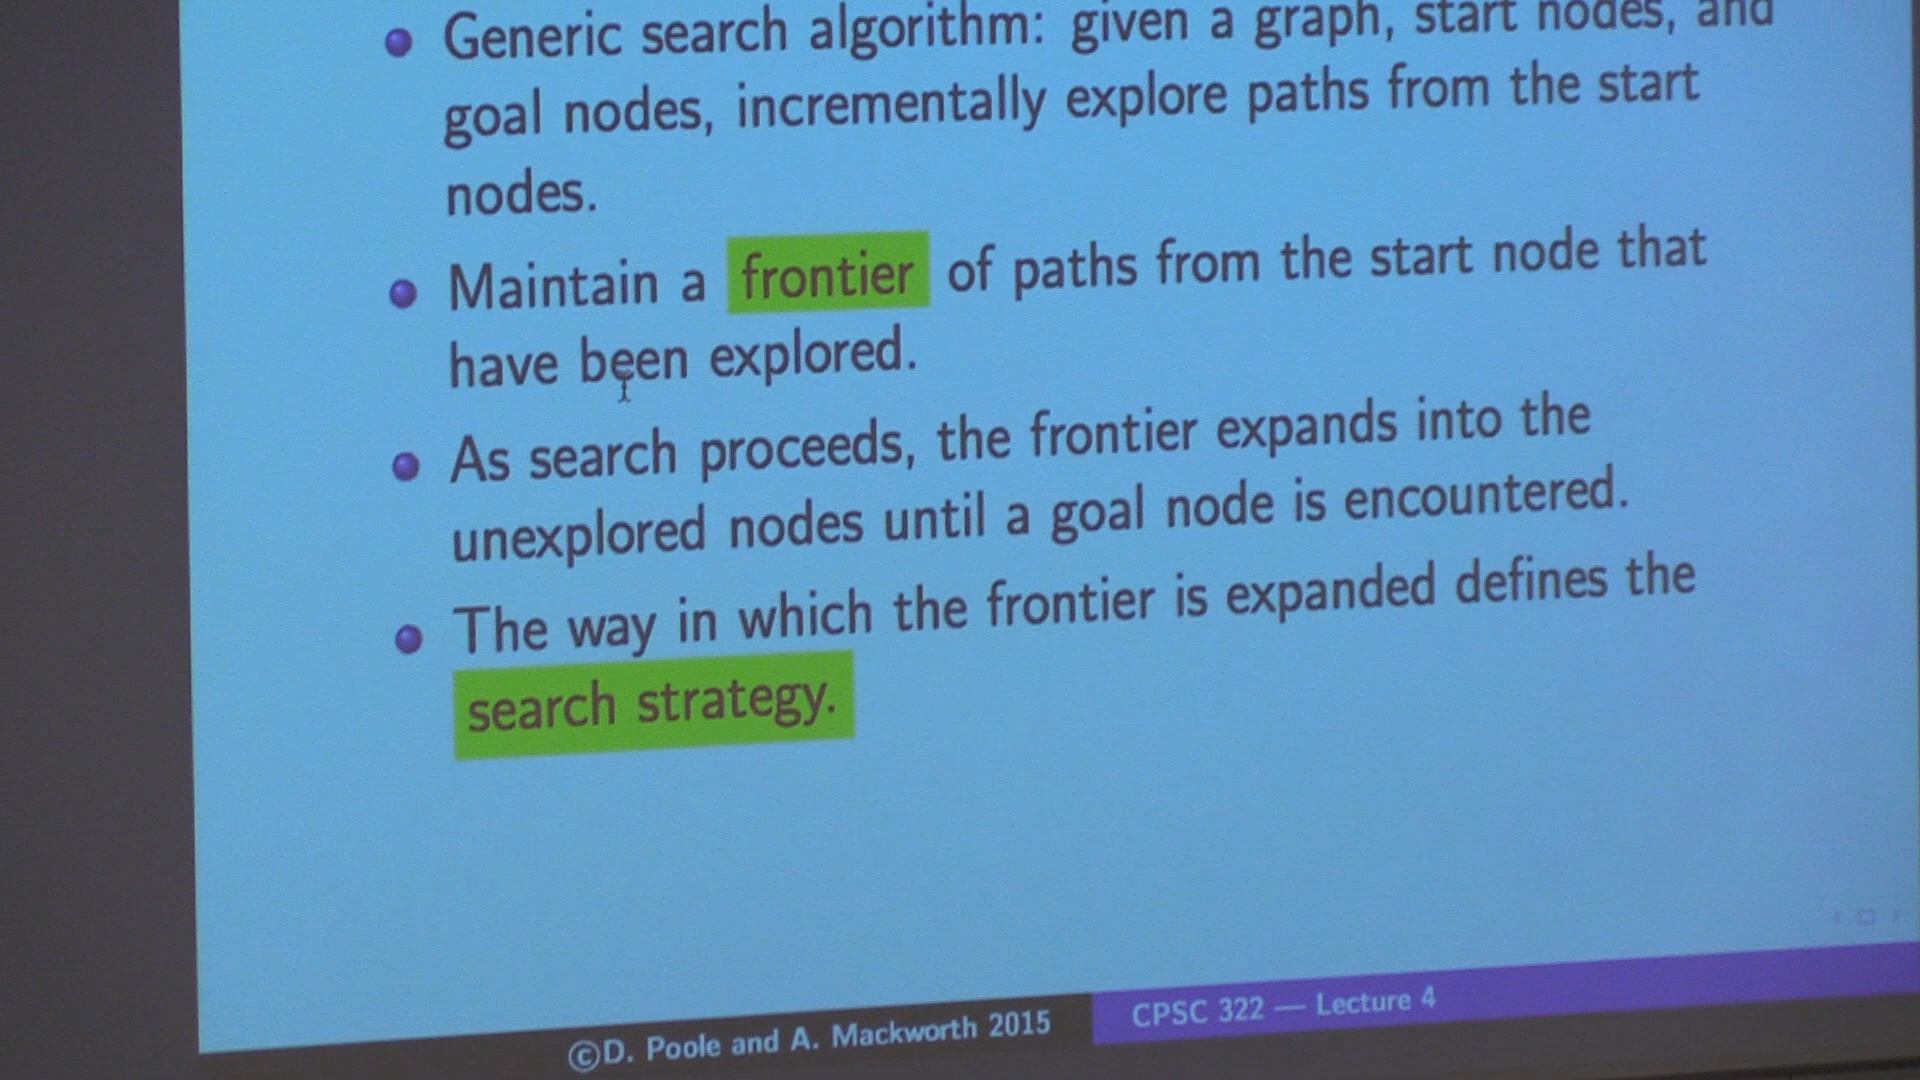 Generic search algorithm: given a graph, start nodes, and
goal nodes, incrementally explore paths from the start
nodes.
Maintain a frontier of paths from the start node that
have been explored.
As search proceeds, the frontier expands into the
unexplored nodes until a goal node is encountered.
The way in which the frontier is expanded defines the
search strategy.
©D. Poole and A. Mackworth 2015
CPSC 322 — Lecture 4